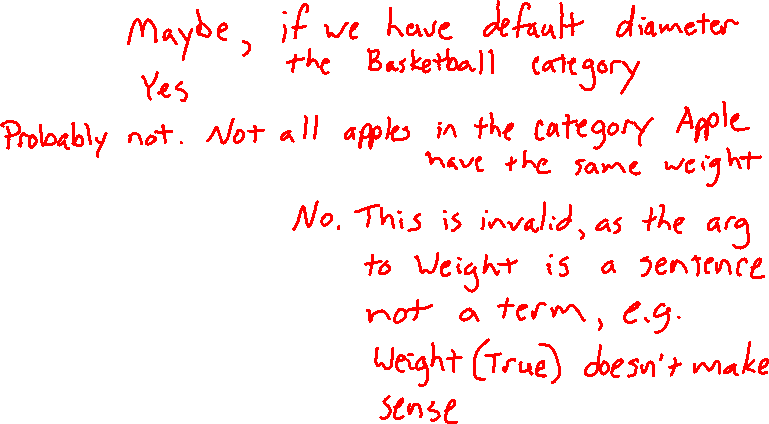 Maybe, if we have default diameter
the Basketball category
Yes
Probably not. Not all apples in the category Apple
have the same weight
No. This is invalid, as the arg
to Weight is a sentence
not a term, e.g.
Weight(True) doesn't make
sense